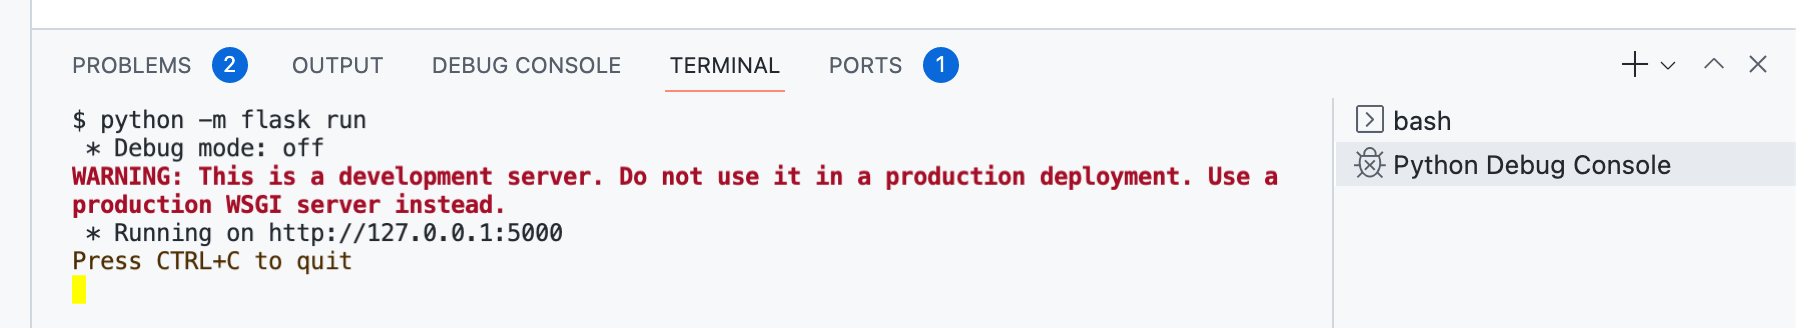 PROBLEMS 2 OUTPUT DEBUG CONSOLE TERMINAL PORTS 1
$ python -m flask run
* Debug mode: off
WARNING: This is a development server. Do not use it in a production deployment. Use a
production WSGI server instead.
* Running on http://127.0.0.1:5000
Press CTRL+C to quit
bash
Python Debug Console